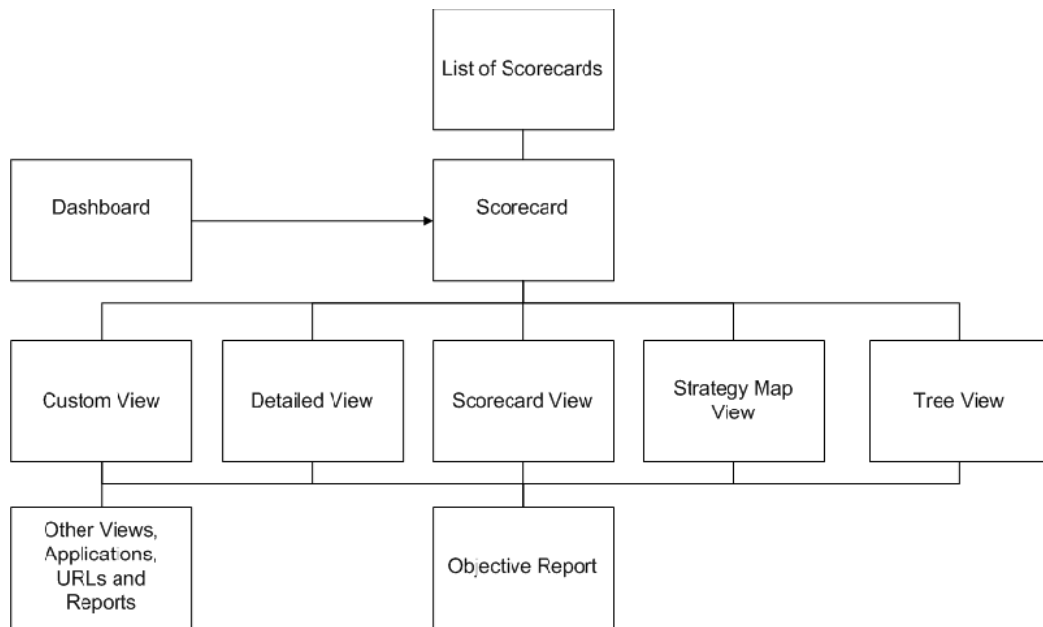 List of Scorecards
Dashboard
Scorecard
Custom View
Detailed View
Scorecard View
Strategy Map
View
Tree View
Other Views,
Applications,
URLs and
Reports
Objective Report